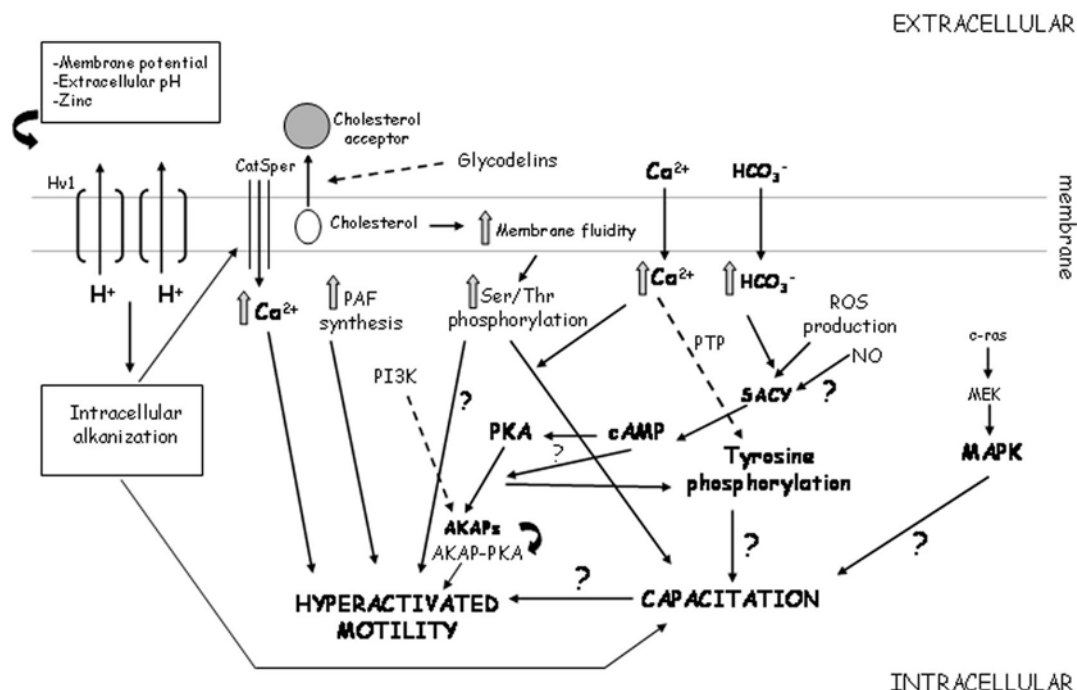 EXTRACELLULAR
-Membrane potential
-Extracellular pH
-Zinc
Cholesterol
acceptor
Glycodelins
CatSper
Hv1
Ca²⁺
HCO₃⁻
membrane
Cholesterol
Membrane fluidity
H⁺
H⁺
Ca²⁺
PAF
synthesis
Ser/Thr
phosphorylation
Ca²⁺
HCO₃⁻
ROS
production
NO
c-ras
PTP
PI3K
?
SACY
?
MEK
Intracellular
alkanization
PKA
cAMP
?
MAPK
Tyrosine
phosphorylation
AKAPs
AKAP-PKA
?
?
?
HYPERACTIVATED
MOTILITY
CAPACITATION
INTRACELLULAR